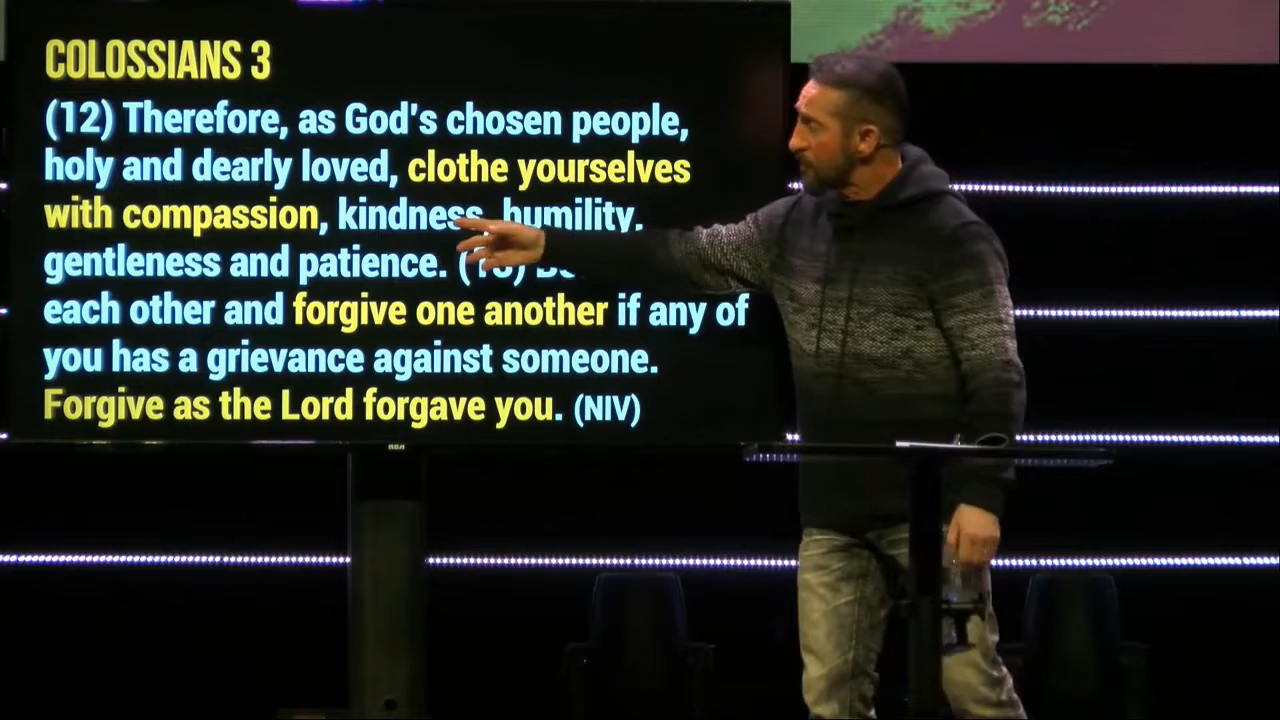 COLOSSIANS 3
(12) Therefore, as God's chosen people,
holy and dearly loved, clothe yourselves
with compassion, kindness, humility,
gentleness and patience.
each other and forgive one another if any of
you has a grievance against someone.
Forgive as the Lord forgave you. (NIV)
RCA